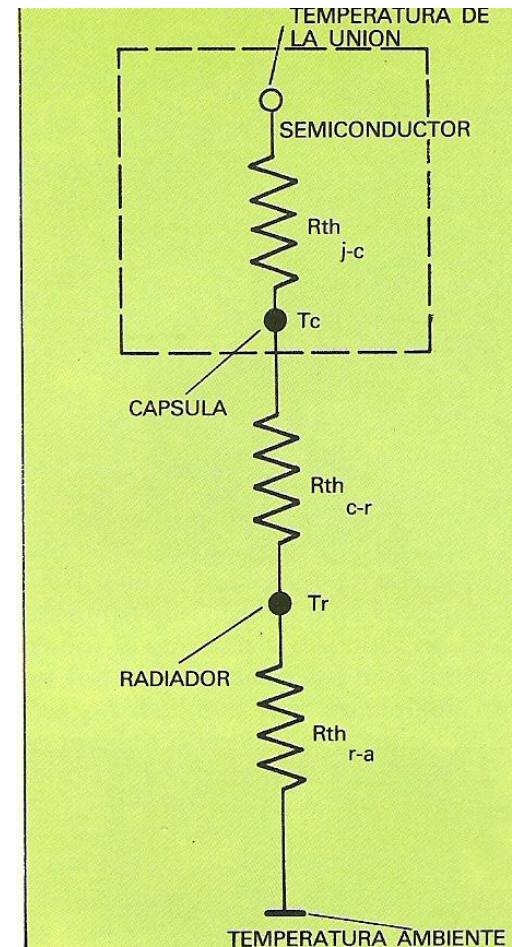 TEMPERATURA DE
LA UNION
SEMICONDUCTOR
Rth
j-c
Tc
CAPSULA
Rth
c-r
Tr
RADIADOR
Rth
r-a
TEMPERATURA AMBIENTE